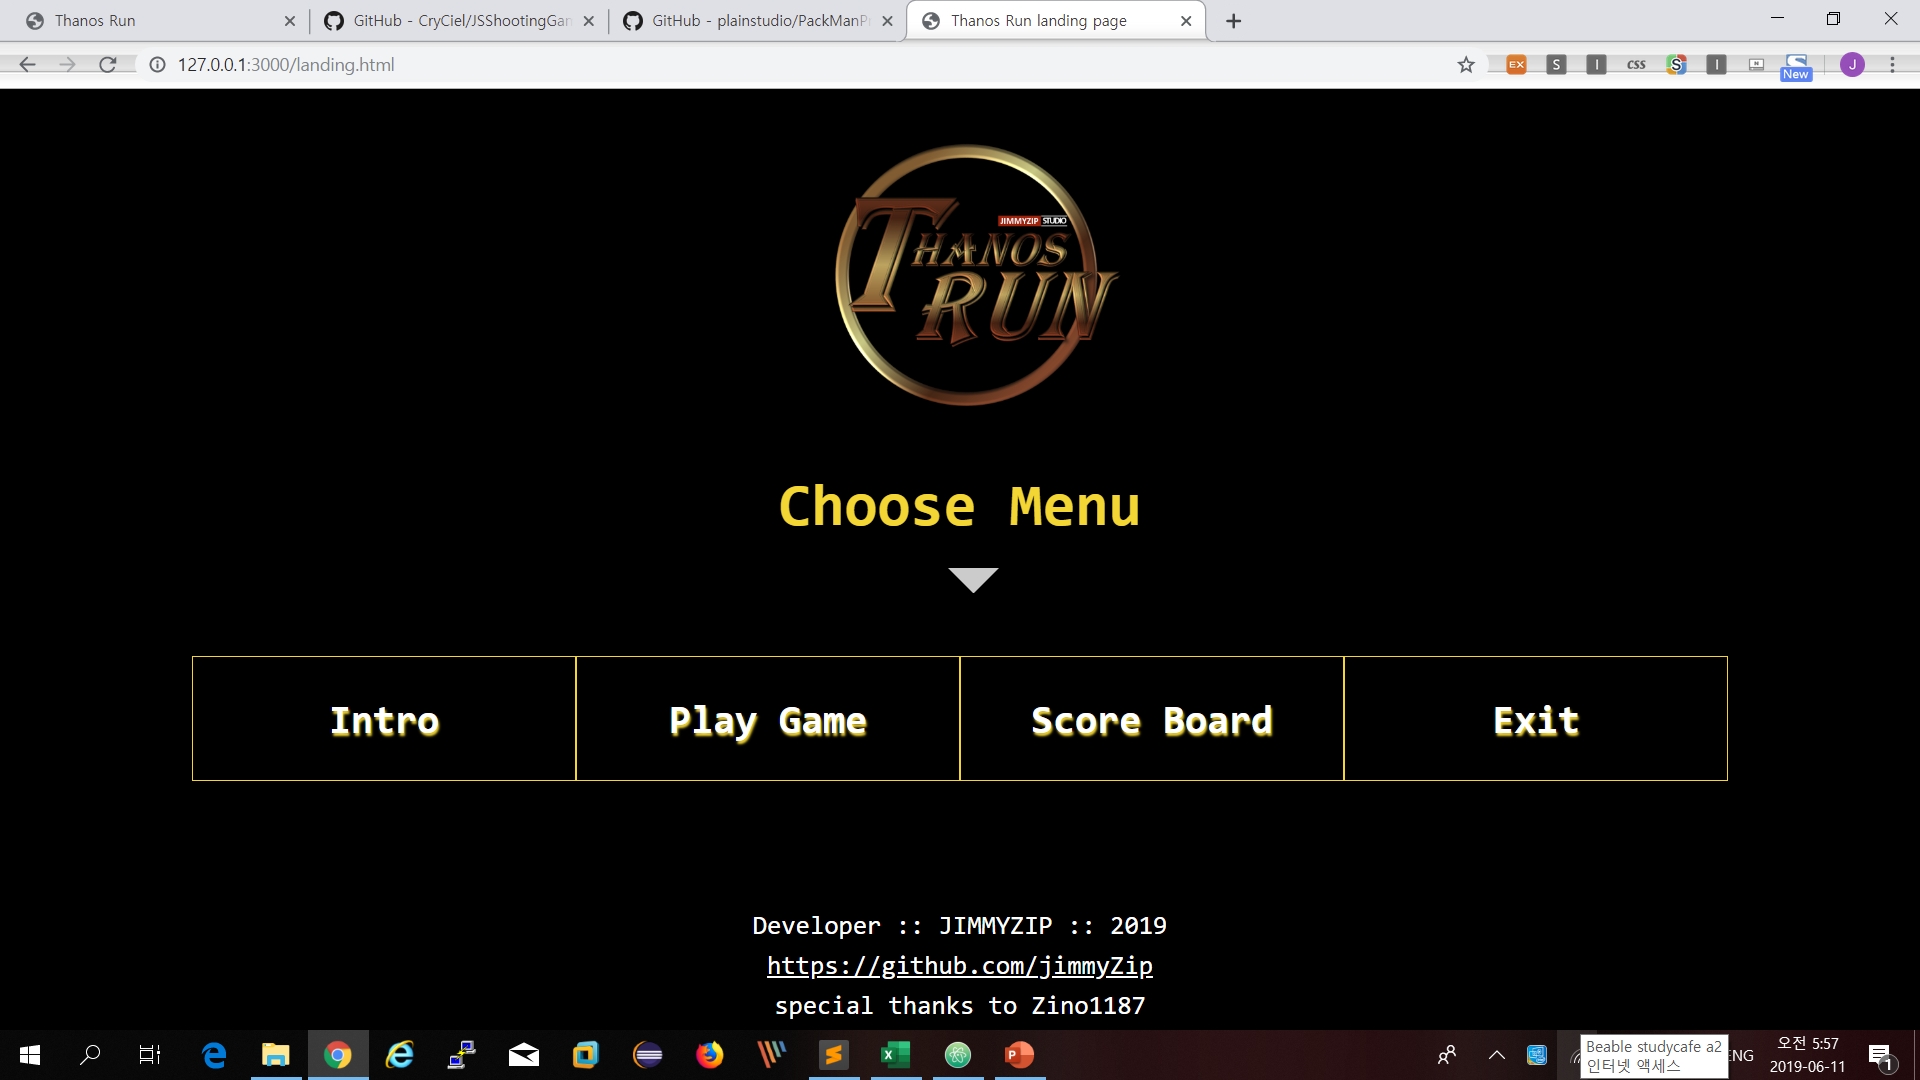 Thanos Run
GitHub - CryCiel/JSShootingGan
GitHub - plainstudio/PackManPr
Thanos Run landing page
127.0.0.1:3000/landing.html
EX
S
I
css
S
I
N
New
J
JIMMYZIP STUDIO
THANOS
RUN
Choose Menu
Intro
Play Game
Score Board
Exit
Developer :: JIMMYZIP :: 2019
https://github.com/jimmyZip
special thanks to Zino1187
Beable studycafe a2
인터넷 액세스
ENG
오전 5:57
2019-06-11
1